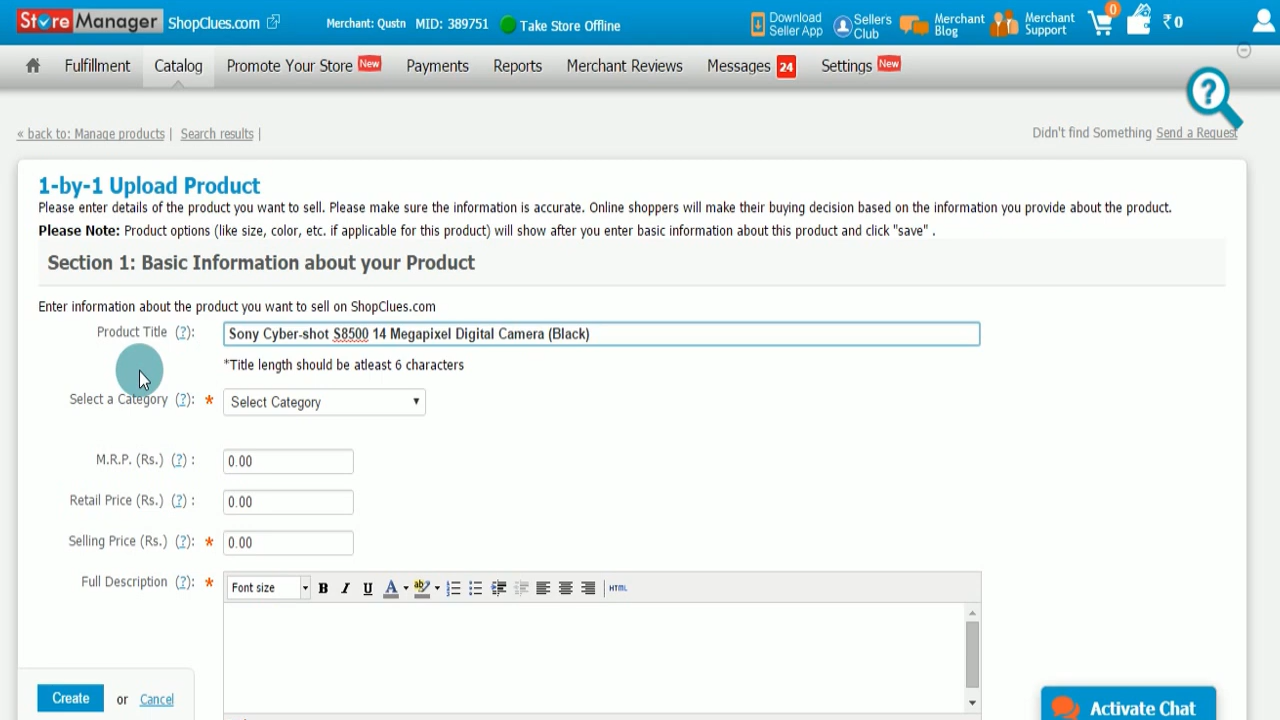 Store Manager ShopClues.com Merchant: Qustn MID: 389751 Take Store Offline Download Seller App Sellers Club Merchant Blog Merchant Support 0 ₹ 0
Fulfillment Catalog Promote Your Store New Payments Reports Merchant Reviews Messages 24 Settings New
« back to: Manage products | Search results |
Didn't find Something Send a Request
1-by-1 Upload Product
Please enter details of the product you want to sell. Please make sure the information is accurate. Online shoppers will make their buying decision based on the information you provide about the product.
Please Note: Product options (like size, color, etc. if applicable for this product) will show after you enter basic information about this product and click "save" .
Section 1: Basic Information about your Product
Enter information about the product you want to sell on ShopClues.com
Product Title (?): Sony Cyber-shot S8500 14 Megapixel Digital Camera (Black)
*Title length should be atleast 6 characters
Select a Category (?): * Select Category
M.R.P. (Rs.) (?) : 0.00
Retail Price (Rs.) (?) : 0.00
Selling Price (Rs.) (?): * 0.00
Full Description (?): * Font size B I U A ab HTML
Create or Cancel
Activate Chat